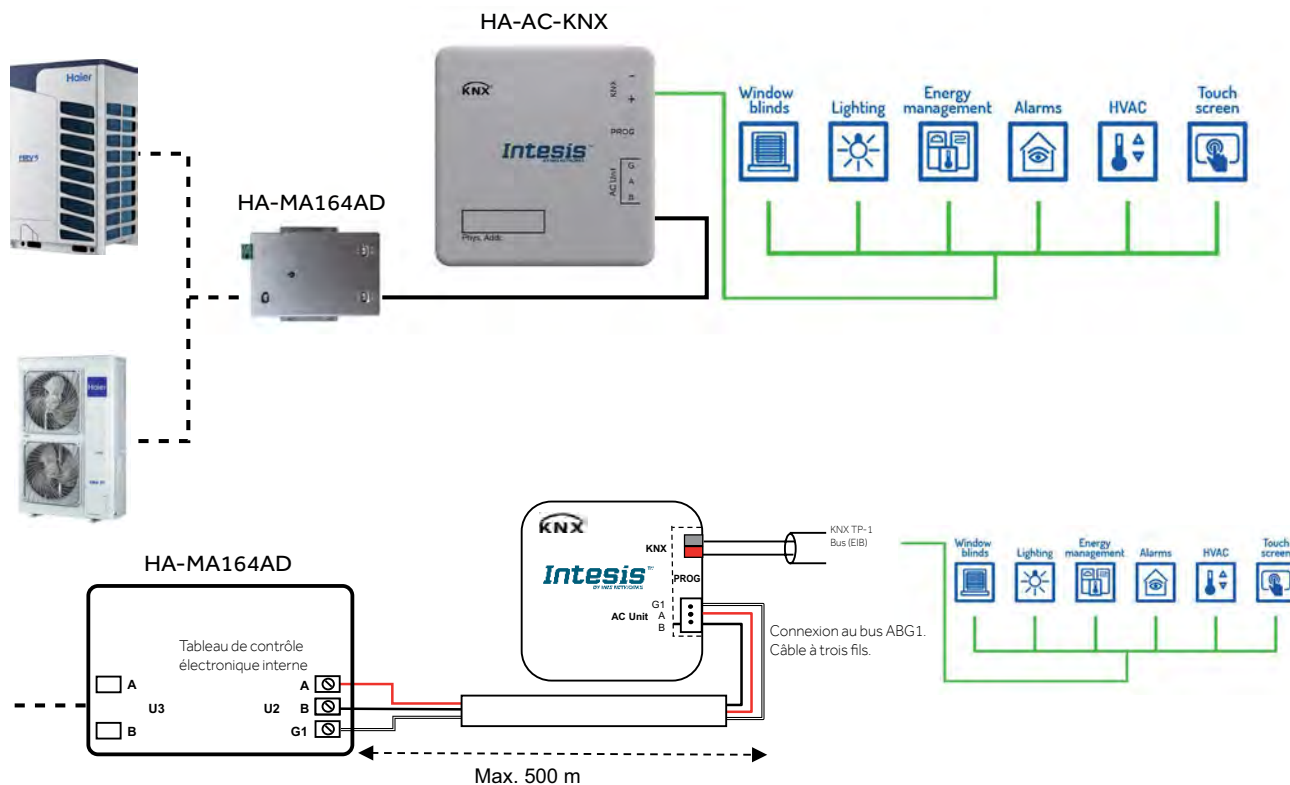 HA-AC-KNX
Haier
HA-MA164AD
KNX
KNX
-
+
PROG
Intesis™
AC Unit
G
A
B
Phys. Addr.
Window
blinds
Lighting
Energy
management
Alarms
HVAC
Touch
screen
Haier
HA-MA164AD
Tableau de contrôle
électronique interne
A
B
U3
U2
A
B
G1
KNX
Intesis
KNX
PROG
G1
A
B
AC Unit
KNX TP-1
Bus (EIB)
Connexion au bus ABG1.
Câble à trois fils.
Window
blinds
Lighting
Energy
management
Alarms
HVAC
Touch
screen
Max. 500 m